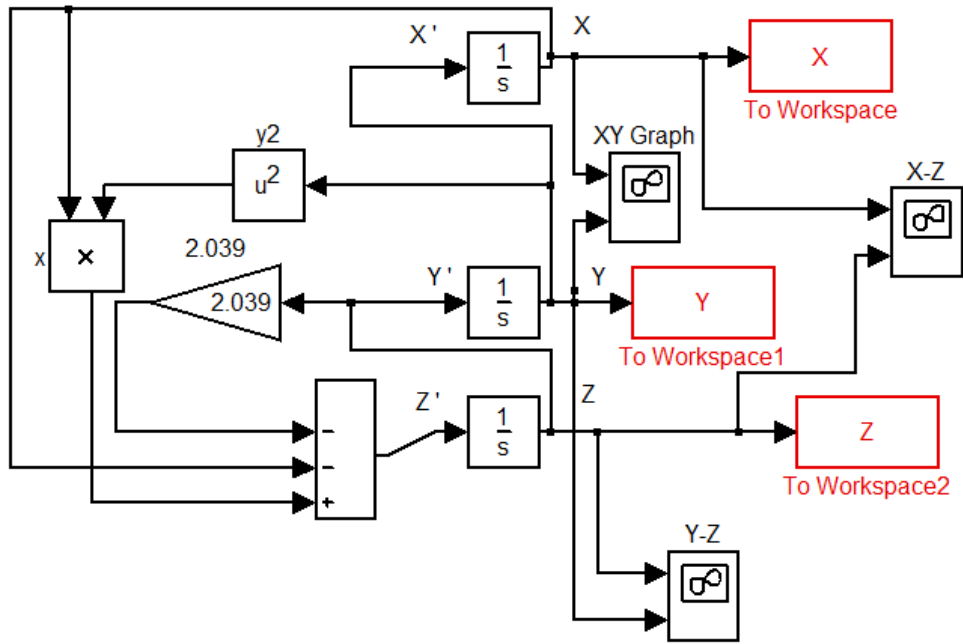 X '
1
s
X
X
To Workspace
XY Graph
y2
u2
X-Z
x
×
2.039
2.039
Y '
1
s
Y
Y
To Workspace1
Z '
1
s
Z
Z
To Workspace2
-
-
+
Y-Z